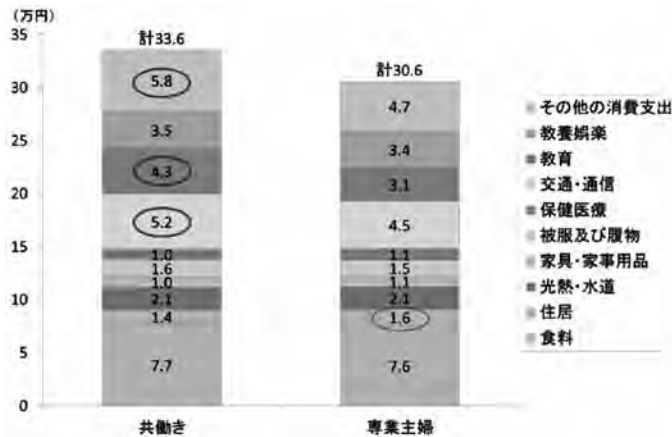 (万円)
35
30
25
20
15
10
5
0
計33.6
5.8
3.5
4.3
5.2
1.0
1.6
1.0
2.1
1.4
7.7
共働き
計30.6
4.7
3.4
3.1
4.5
1.1
1.5
1.1
2.1
1.6
7.6
専業主婦
その他の消費支出
教養娯楽
教育
交通・通信
保健医療
被服及び履物
家具・家事用品
光熱・水道
住居
食料